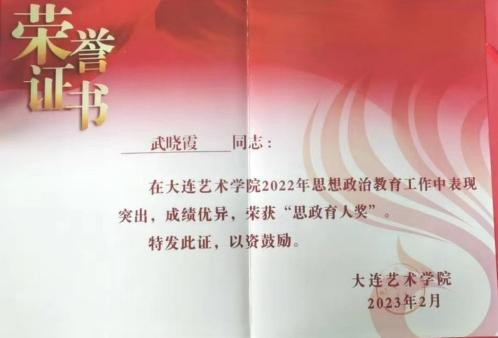 荣誉
证书
武晓霞 同志：
在大连艺术学院2022年思想政治教育工作中表现
突出，成绩优异，荣获“思政育人奖”。
特发此证，以资鼓励。
大连艺术学院
2023年2月